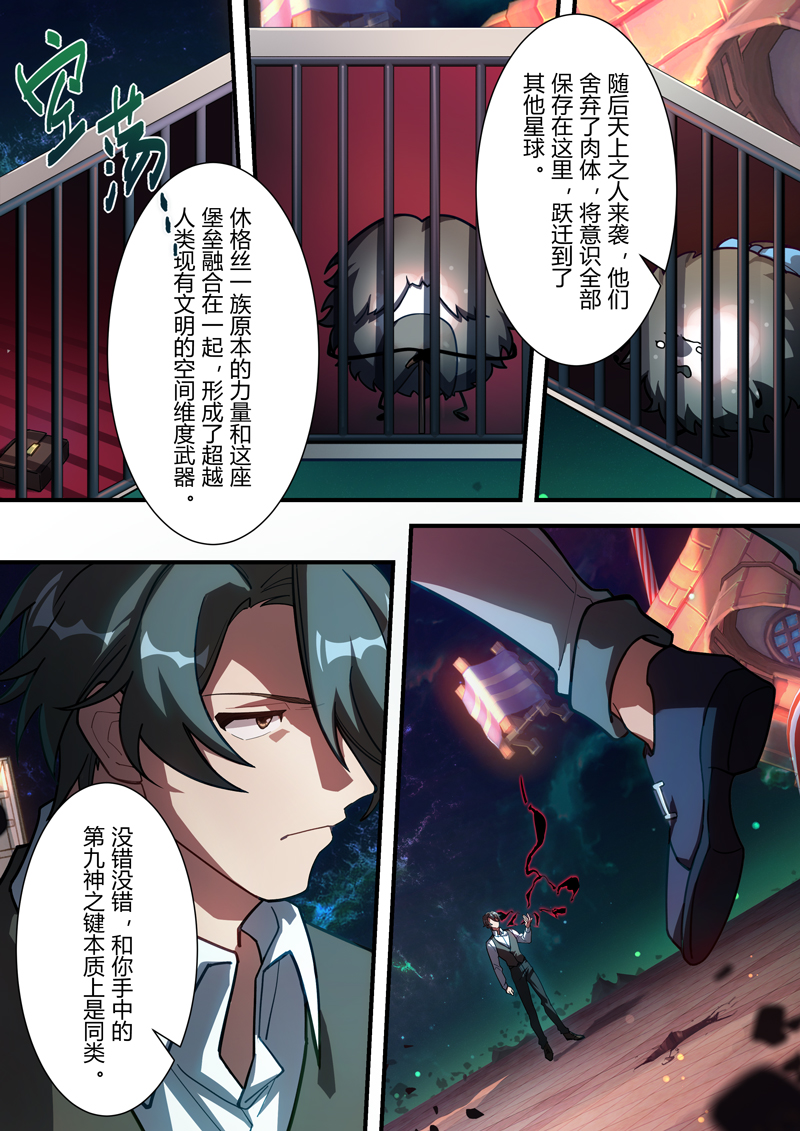 随后天上之人来袭，他们
舍弃了肉体，将意识全部
保存在这里，跃迁到了
其他星球。
休格丝一族原本的力量和这座
堡垒融合在一起，形成了超越
人类现有文明的空间维度武器。
空荡……
没错没错，和你手中的
第九神之键本质上是同类。